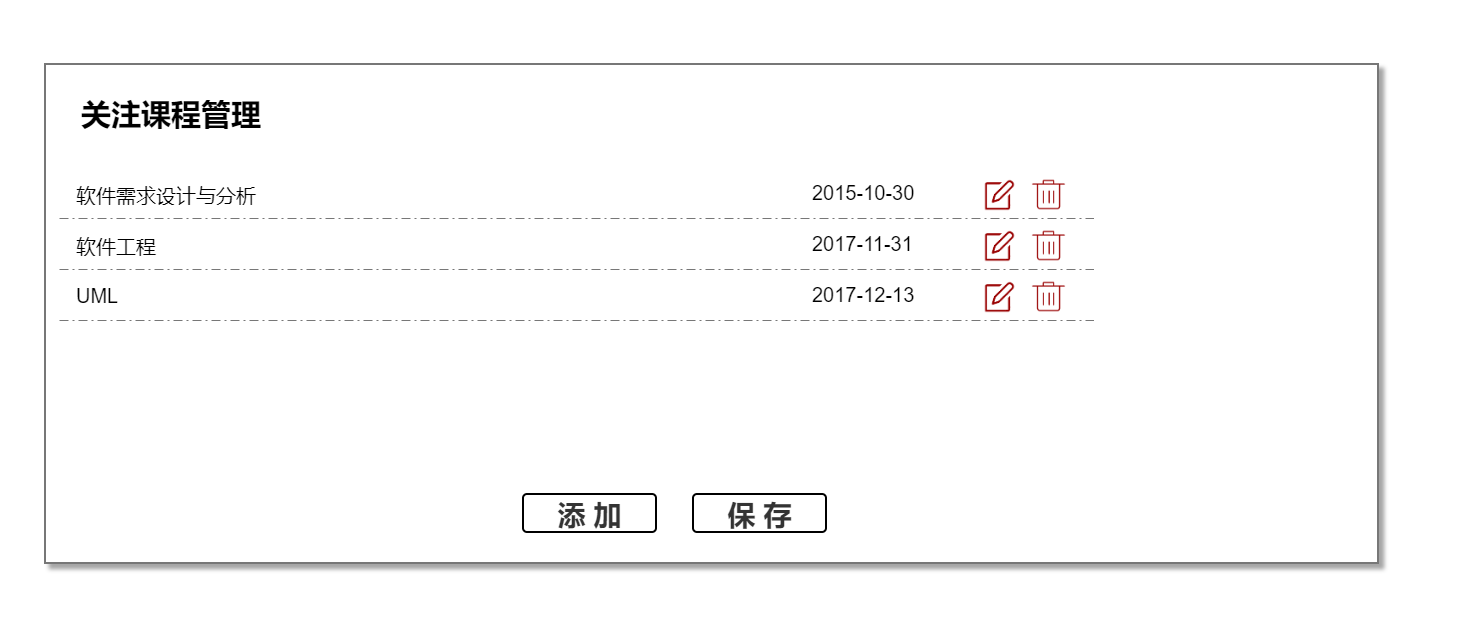 关注课程管理
软件需求设计与分析 2015-10-30
软件工程 2017-11-31
UML 2017-12-13
添 加 保 存